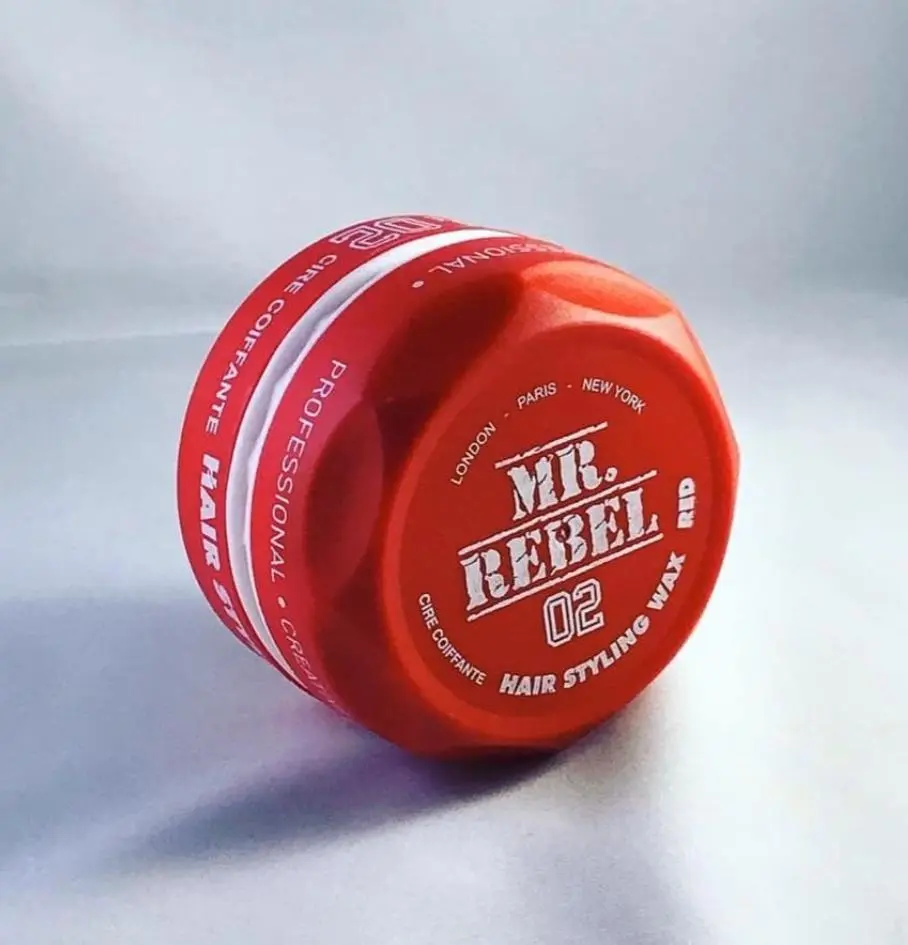 LONDON - PARIS - NEW YORK
MR.
REBEL
02
CIRE COIFFANTE HAIR STYLING WAX RED
PROFESSIONAL •
02
CIRE COIFFANTE HAIR